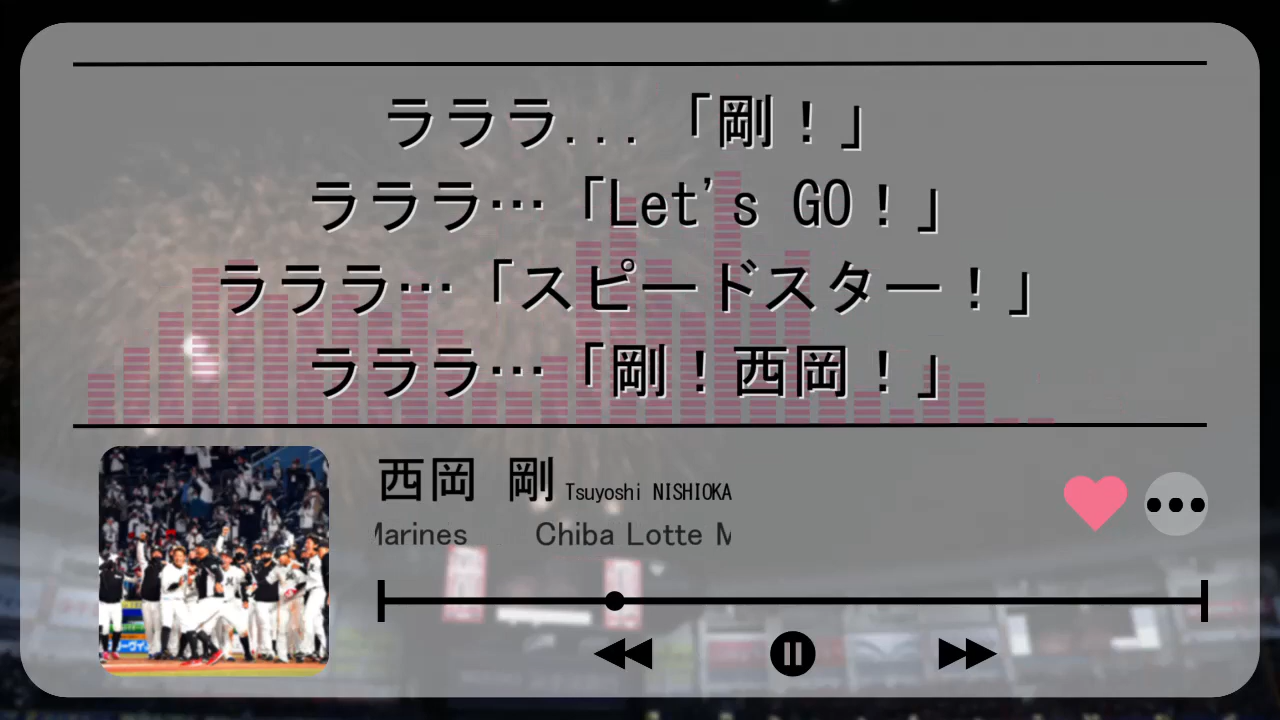 ラララ...「剛！」
ラララ…「Let's GO！」
ラララ…「スピードスター！」
ラララ…「剛！西岡！」
西岡 剛 Tsuyoshi NISHIOKA
Marines Chiba Lotte M